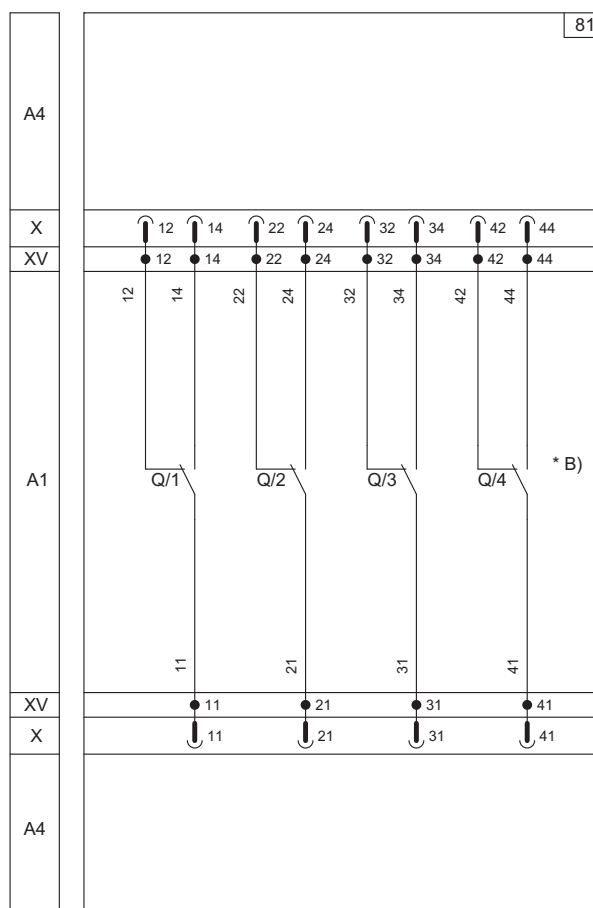 81
A4
X 12 14 22 24 32 34 42 44
XV 12 14 22 24 32 34 42 44
12 14 22 24 32 34 42 44
A1 Q/1 Q/2 Q/3 Q/4 * B)
11 21 31 41
XV 11 21 31 41
X 11 21 31 41
A4